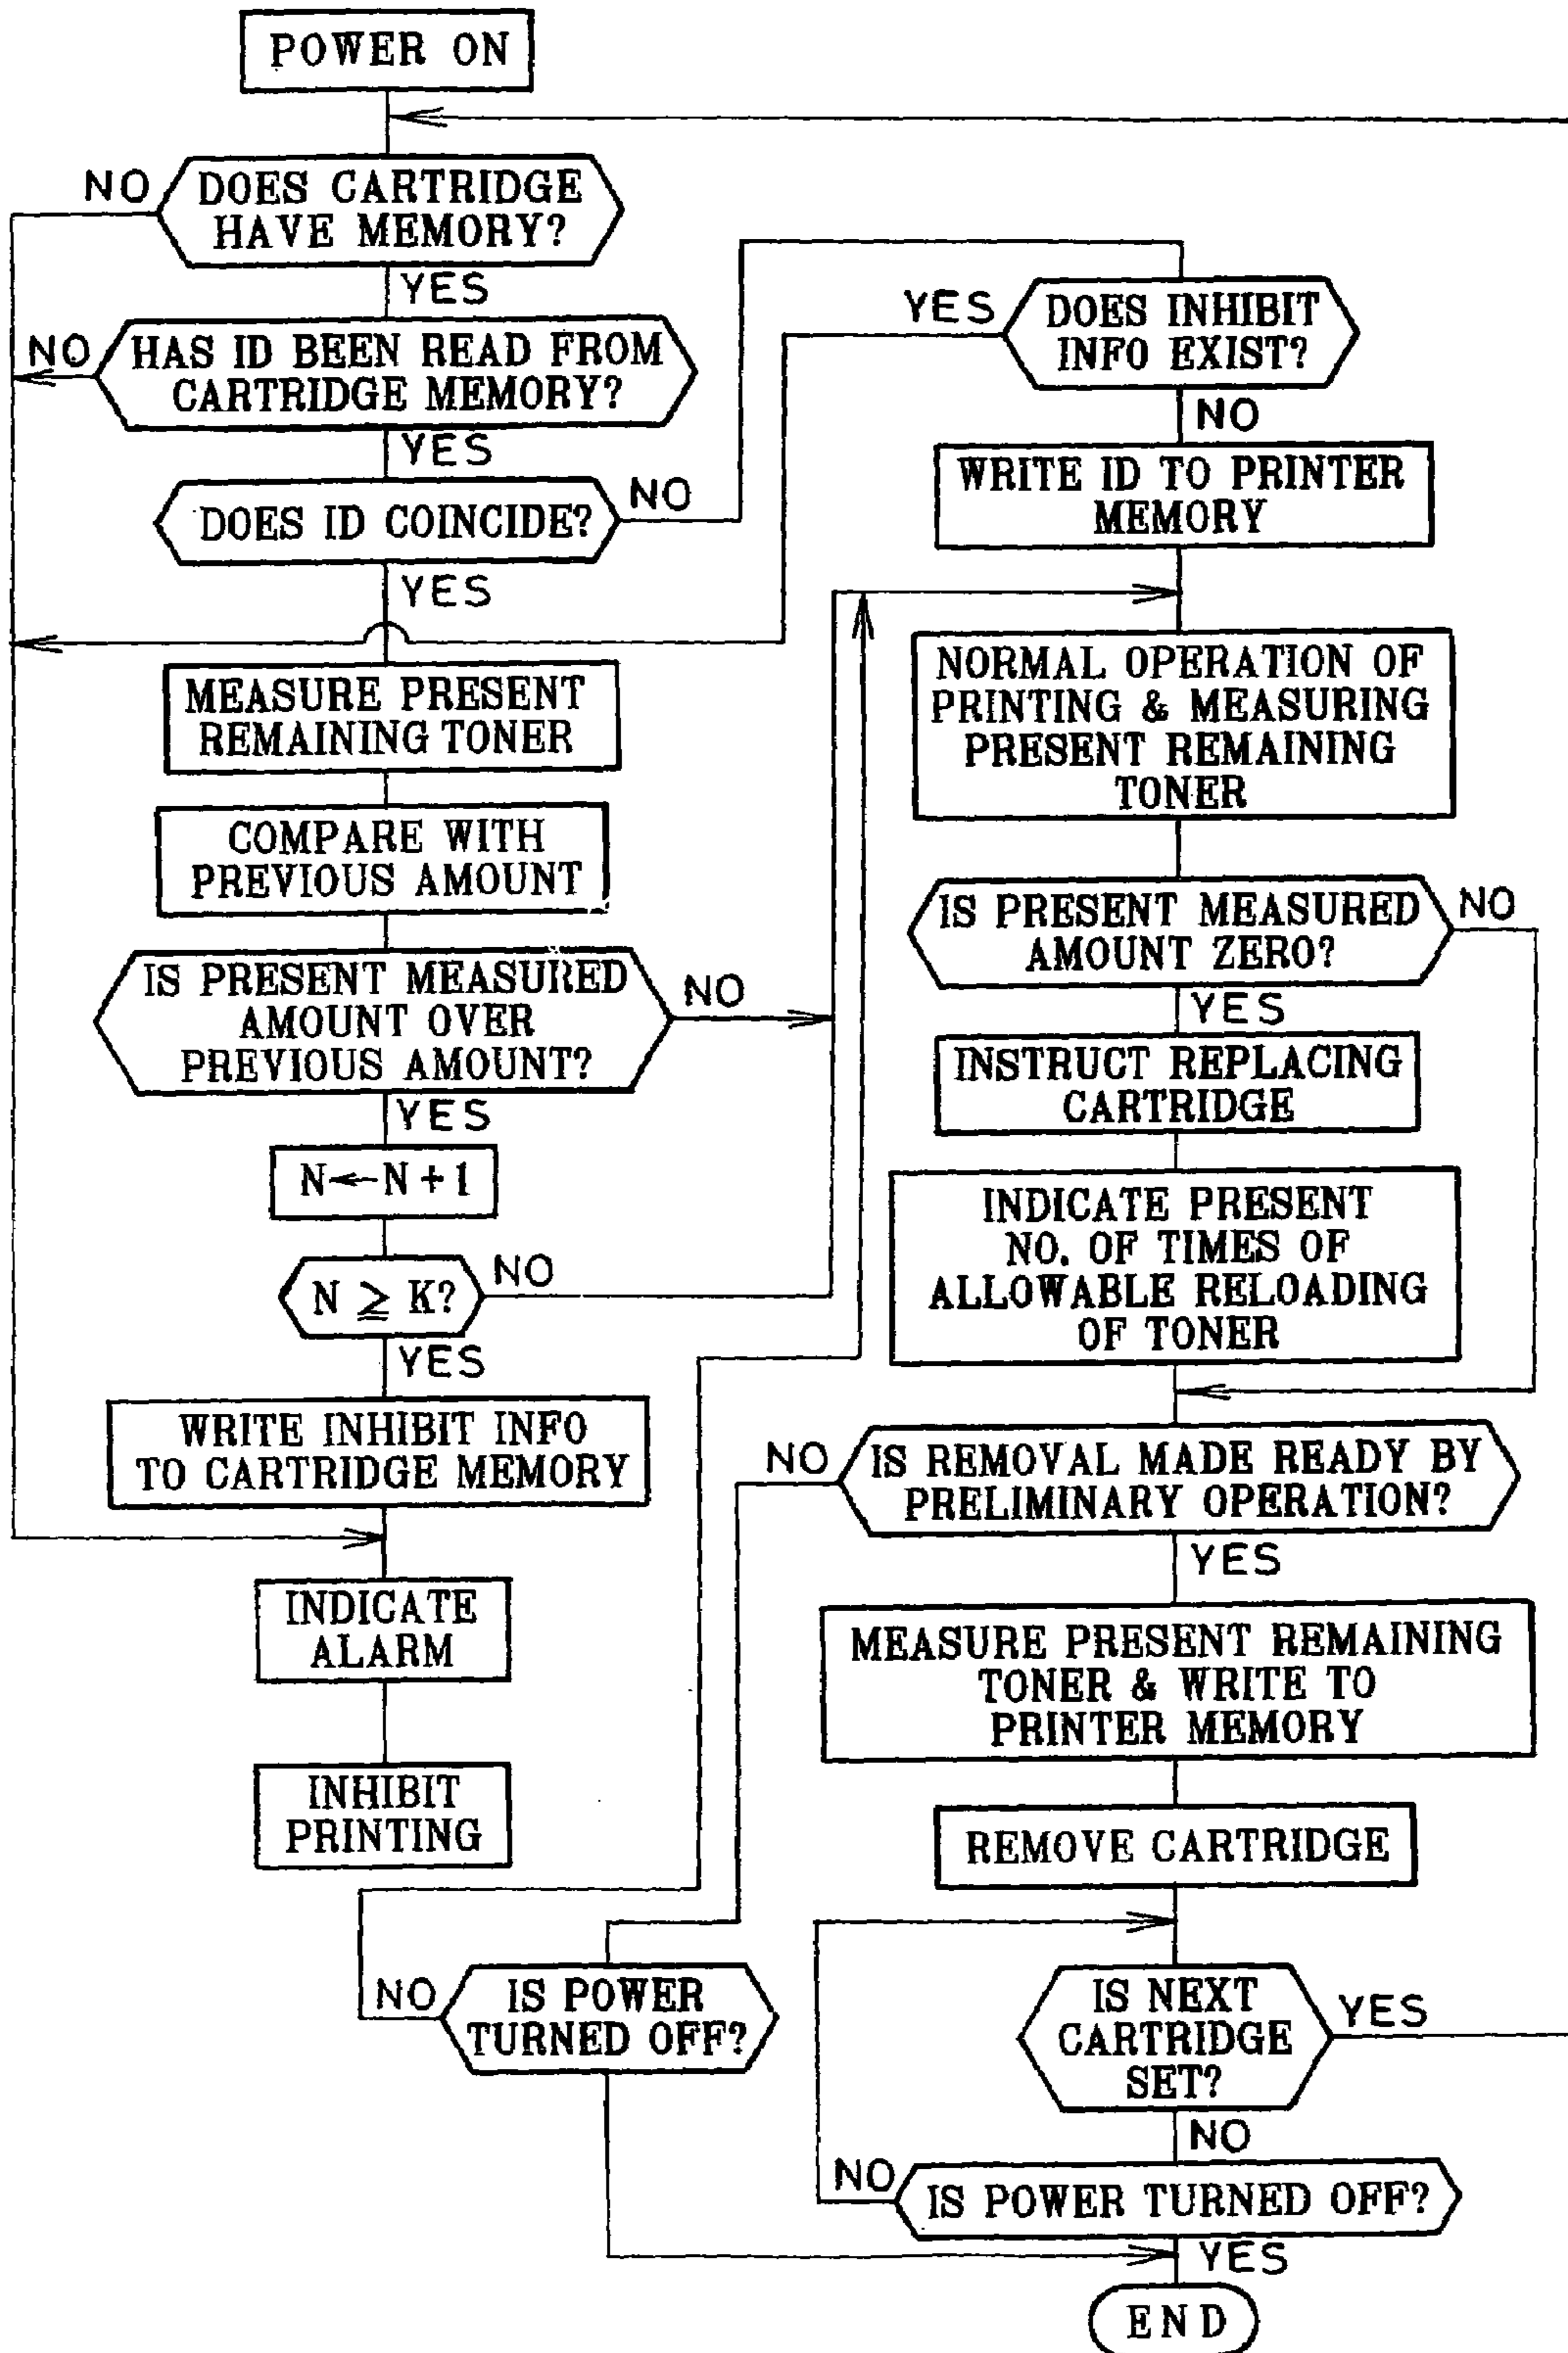 POWER ON
NO
DOES CARTRIDGE
HAVE MEMORY?
YES
NO
HAS ID BEEN READ FROM
CARTRIDGE MEMORY?
YES
DOES ID COINCIDE?
NO
YES
MEASURE PRESENT
REMAINING TONER
COMPARE WITH
PREVIOUS AMOUNT
IS PRESENT MEASURED
AMOUNT OVER
PREVIOUS AMOUNT?
NO
YES
N←N+1
N ≧ K?
NO
YES
WRITE INHIBIT INFO
TO CARTRIDGE MEMORY
INDICATE
ALARM
INHIBIT
PRINTING
YES
DOES INHIBIT
INFO EXIST?
NO
WRITE ID TO PRINTER
MEMORY
NORMAL OPERATION OF
PRINTING & MEASURING
PRESENT REMAINING
TONER
IS PRESENT MEASURED
AMOUNT ZERO?
NO
YES
INSTRUCT REPLACING
CARTRIDGE
INDICATE PRESENT
NO. OF TIMES OF
ALLOWABLE RELOADING
OF TONER
NO
IS REMOVAL MADE READY BY
PRELIMINARY OPERATION?
YES
MEASURE PRESENT REMAINING
TONER & WRITE TO
PRINTER MEMORY
REMOVE CARTRIDGE
NO
IS POWER
TURNED OFF?
IS NEXT
CARTRIDGE
SET?
YES
NO
NO
IS POWER TURNED OFF?
YES
END